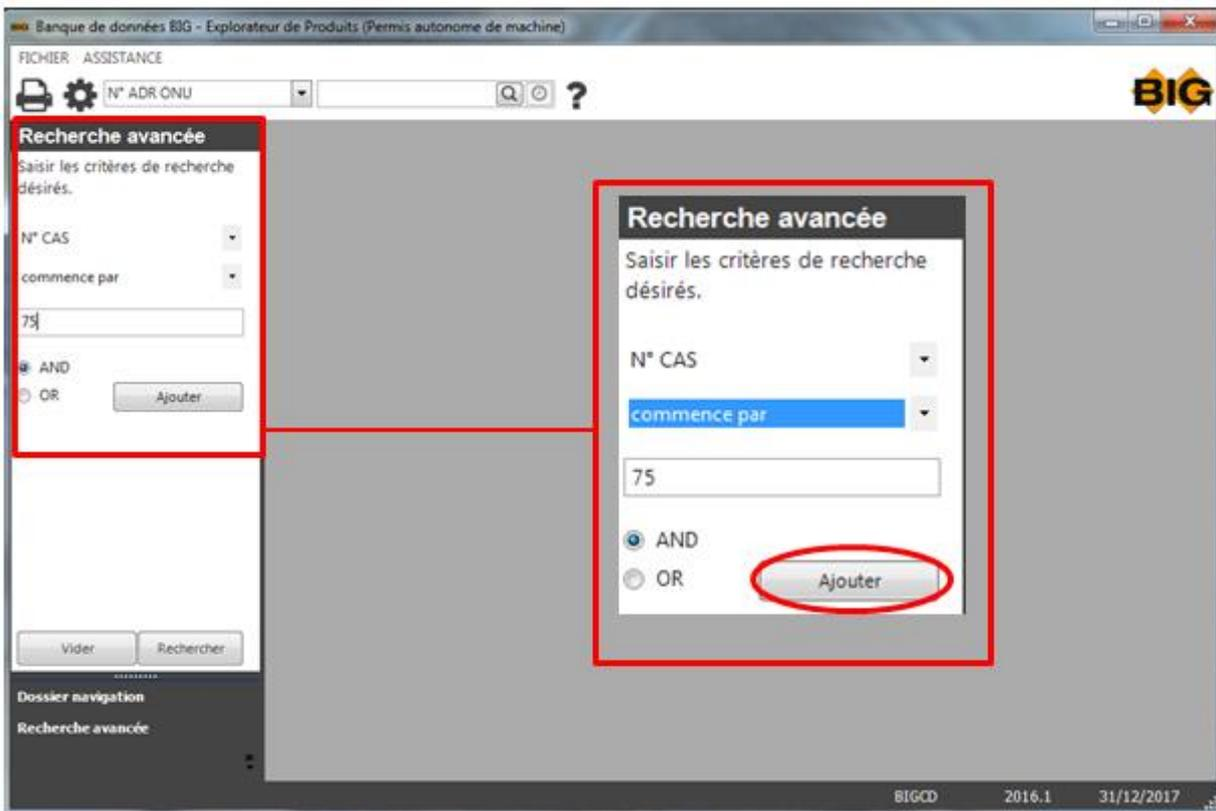 Banque de données BIG - Explorateur de Produits (Permis autonome de machine)
FICHIER ASSISTANCE
N° ADR ONU
?
BIG
Recherche avancée
Saisir les critères de recherche
désirés.
N° CAS
commence par
75
AND
OR
Ajouter
Vider
Rechercher
Dossier navigation
Recherche avancée
Recherche avancée
Saisir les critères de recherche
désirés.
N° CAS
commence par
75
AND
OR
Ajouter
BIGCD 2016.1 31/12/2017